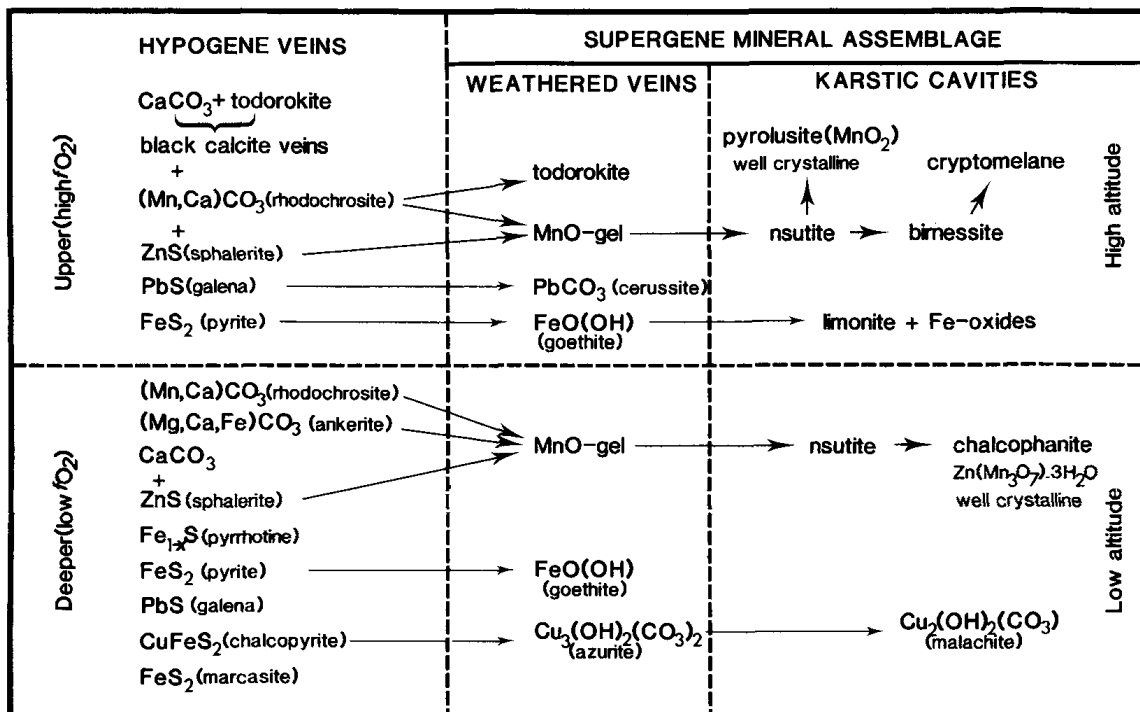 HYPOGENE VEINS
SUPERGENE MINERAL ASSEMBLAGE
WEATHERED VEINS
KARSTIC CAVITIES
Upper(high fO₂)
CaCO₃+ todorokite
black calcite veins
+
(Mn,Ca)CO₃(rhodochrosite)
+
ZnS(sphalerite)
PbS(galena)
FeS₂ (pyrite)
todorokite
MnO-gel
PbCO₃ (cerussite)
FeO(OH)
(goethite)
pyrolusite(MnO₂)
well crystalline
cryptomelane
nsutite
birnessite
limonite + Fe-oxides
High altitude
Deeper(low fO₂)
(Mn,Ca)CO₃(rhodochrosite)
(Mg,Ca,Fe)CO₃ (ankerite)
CaCO₃
+
ZnS(sphalerite)
Fe₁₋ₓS(pyrrhotine)
FeS₂ (pyrite)
PbS(galena)
CuFeS₂(chalcopyrite)
FeS₂(marcasite)
MnO-gel
FeO(OH)
(goethite)
Cu₃(OH)₂(CO₃)₂
(azurite)
nsutite
chalcophanite
Zn(Mn₃O₇).3H₂O
well crystalline
Cu₂(OH)₂(CO₃)
(malachite)
Low altitude